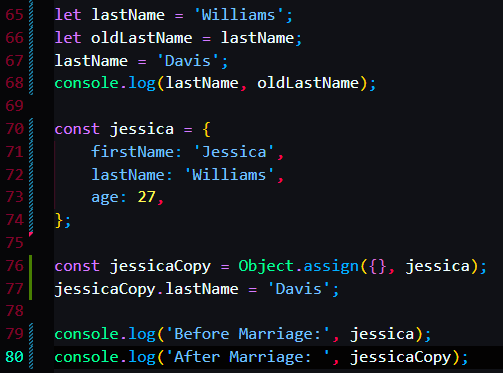 65 let lastName = 'Williams';
66 let oldLastName = lastName;
67 lastName = 'Davis';
68 console.log(lastName, oldLastName);
69
70 const jessica = {
71     firstName: 'Jessica',
72     lastName: 'Williams',
73     age: 27,
74 };
75
76 const jessicaCopy = Object.assign({}, jessica);
77 jessicaCopy.lastName = 'Davis';
78
79 console.log('Before Marriage:', jessica);
80 console.log('After Marriage: ', jessicaCopy);